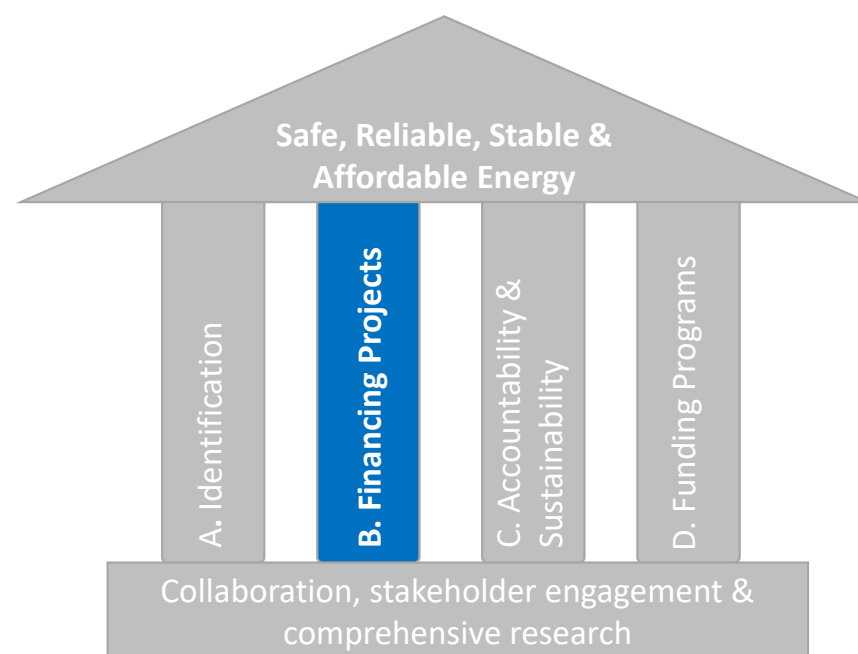 Safe, Reliable, Stable &
Affordable Energy
A. Identification
B. Financing Projects
C. Accountability &
Sustainability
D. Funding Programs
Collaboration, stakeholder engagement &
comprehensive research